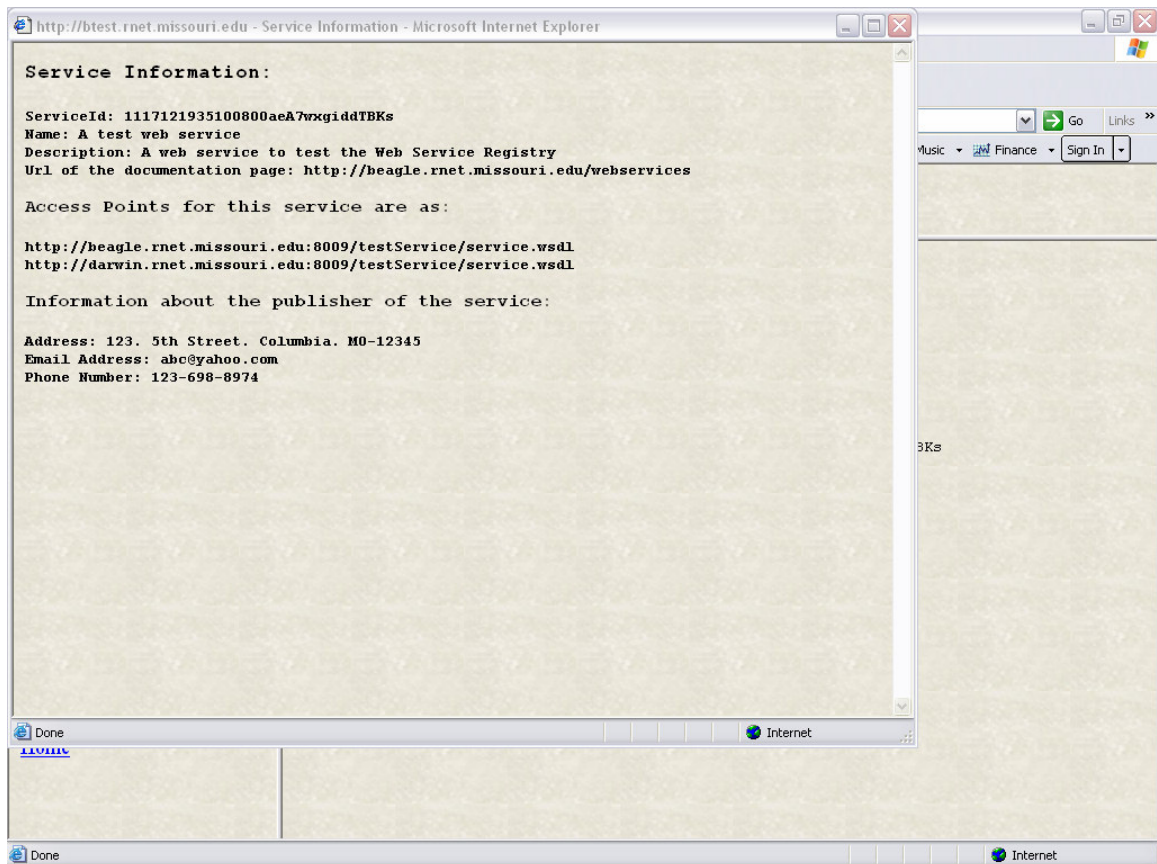 http://btest.rnet.missouri.edu - Service Information - Microsoft Internet Explorer
Service Information:
ServiceId: 1117121935100800aeA7wxgiddTBKs
Name: A test web service
Description: A web service to test the Web Service Registry
Url of the documentation page: http://beagle.rnet.missouri.edu/webservices
Access Points for this service are as:
http://beagle.rnet.missouri.edu:8009/testService/service.wsdl
http://darwin.rnet.missouri.edu:8009/testService/service.wsdl
Information about the publisher of the service:
Address: 123. 5th Street. Columbia. MO-12345
Email Address: abc@yahoo.com
Phone Number: 123-698-8974
Done Internet
Go Links »
Music Finance Sign In
BKs
Home
Done Internet